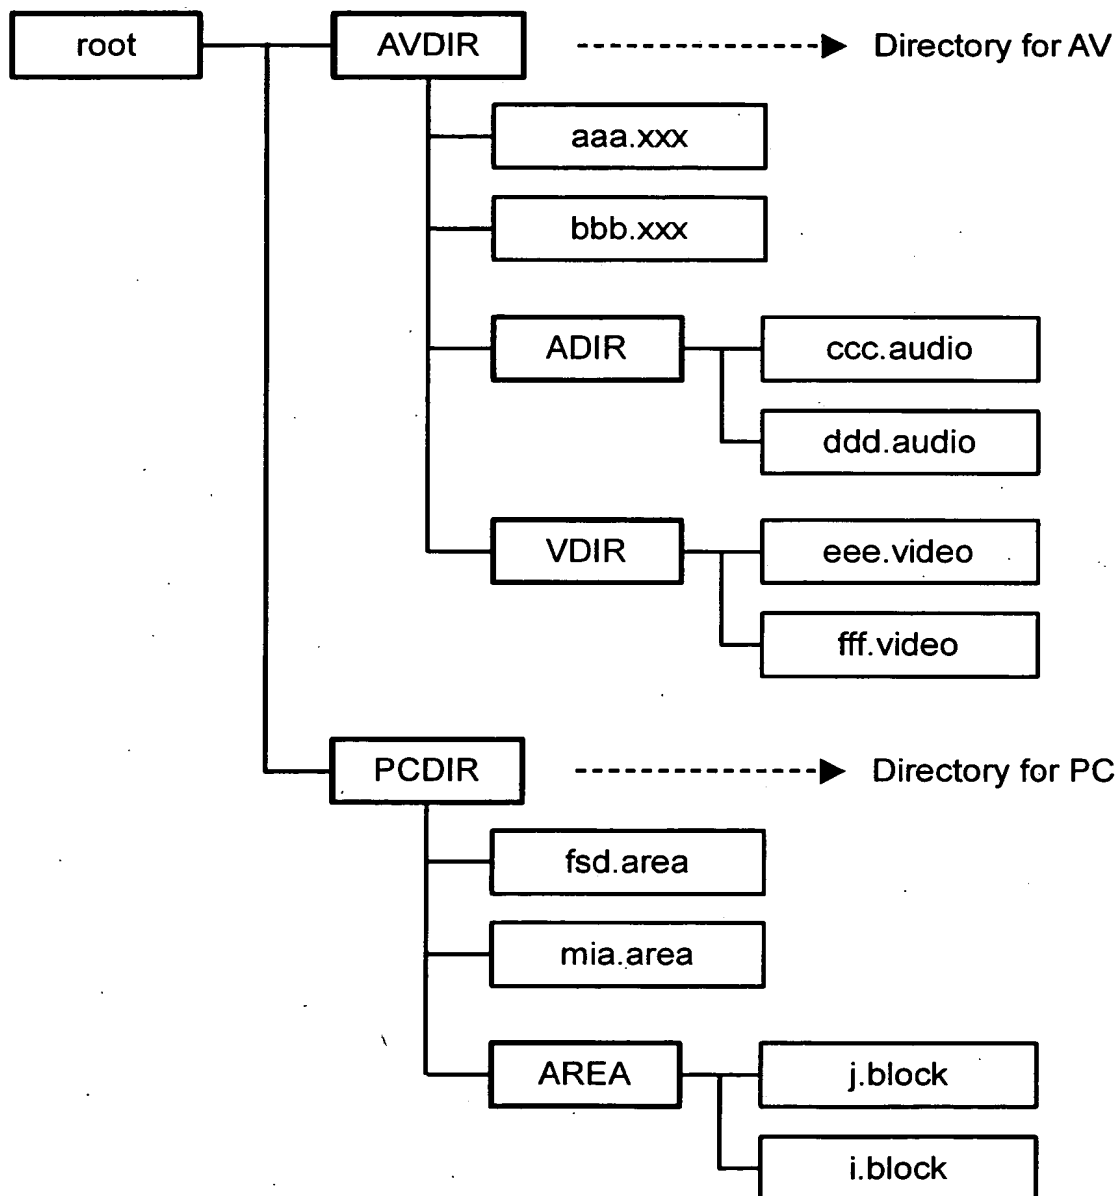 root
AVDIR
Directory for AV
aaa.xxx
bbb.xxx
ADIR
ccc.audio
ddd.audio
VDIR
eee.video
fff.video
PCDIR
Directory for PC
fsd.area
mia.area
AREA
j.block
i.block